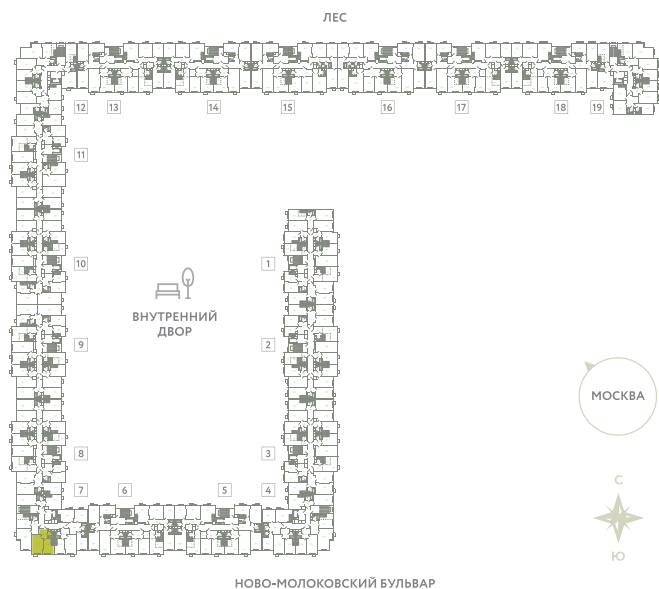 ЛЕС
12 13 14 15 16 17 18 19
11
10 1
ВНУТРЕННИЙ
ДВОР
9 2
МОСКВА
8 3
7 6 5 4
С
Ю
НОВО-МОЛОКОВСКИЙ БУЛЬВАР